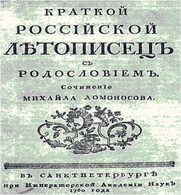 КРАТКОЙ
РОССІЙСКОЙ
ЛѢТОПИСЕЦЪ
СЪ
РОДОСЛОВІЕМЪ.
Сочиненіе
МИХАЙЛА ЛОМОНОСОВА.
ВЪ САНКТПЕТЕРБУРГѢ
при Императорской Академіи Наукъ
1760 года